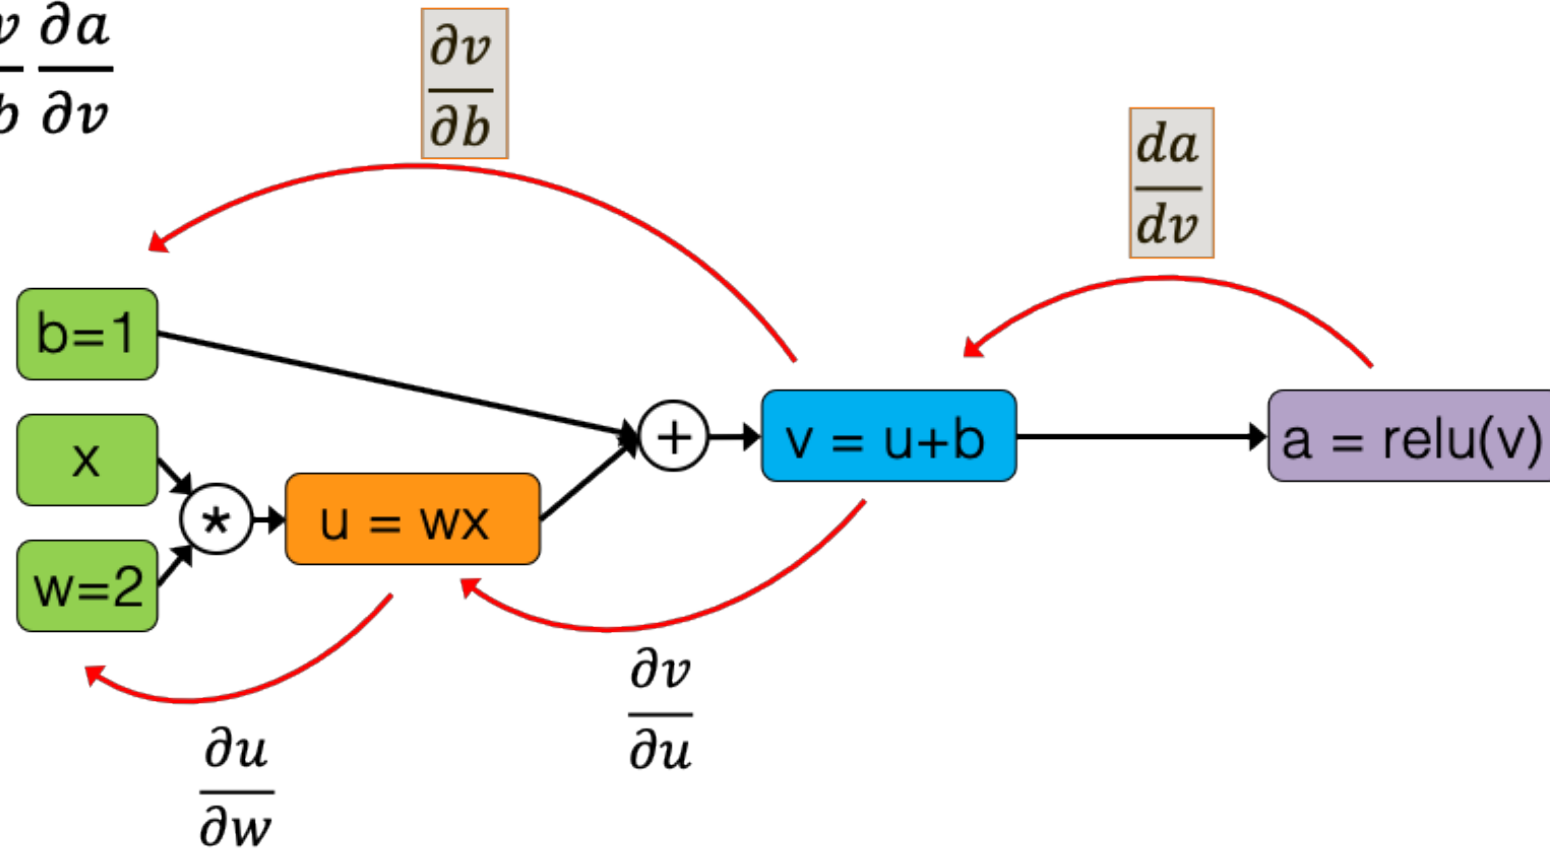 ∂v/∂b ∂a/∂v
∂v/∂b
da/dv
b=1
x
w=2
*
u = wx
+
v = u+b
a = relu(v)
∂v/∂u
∂u/∂w